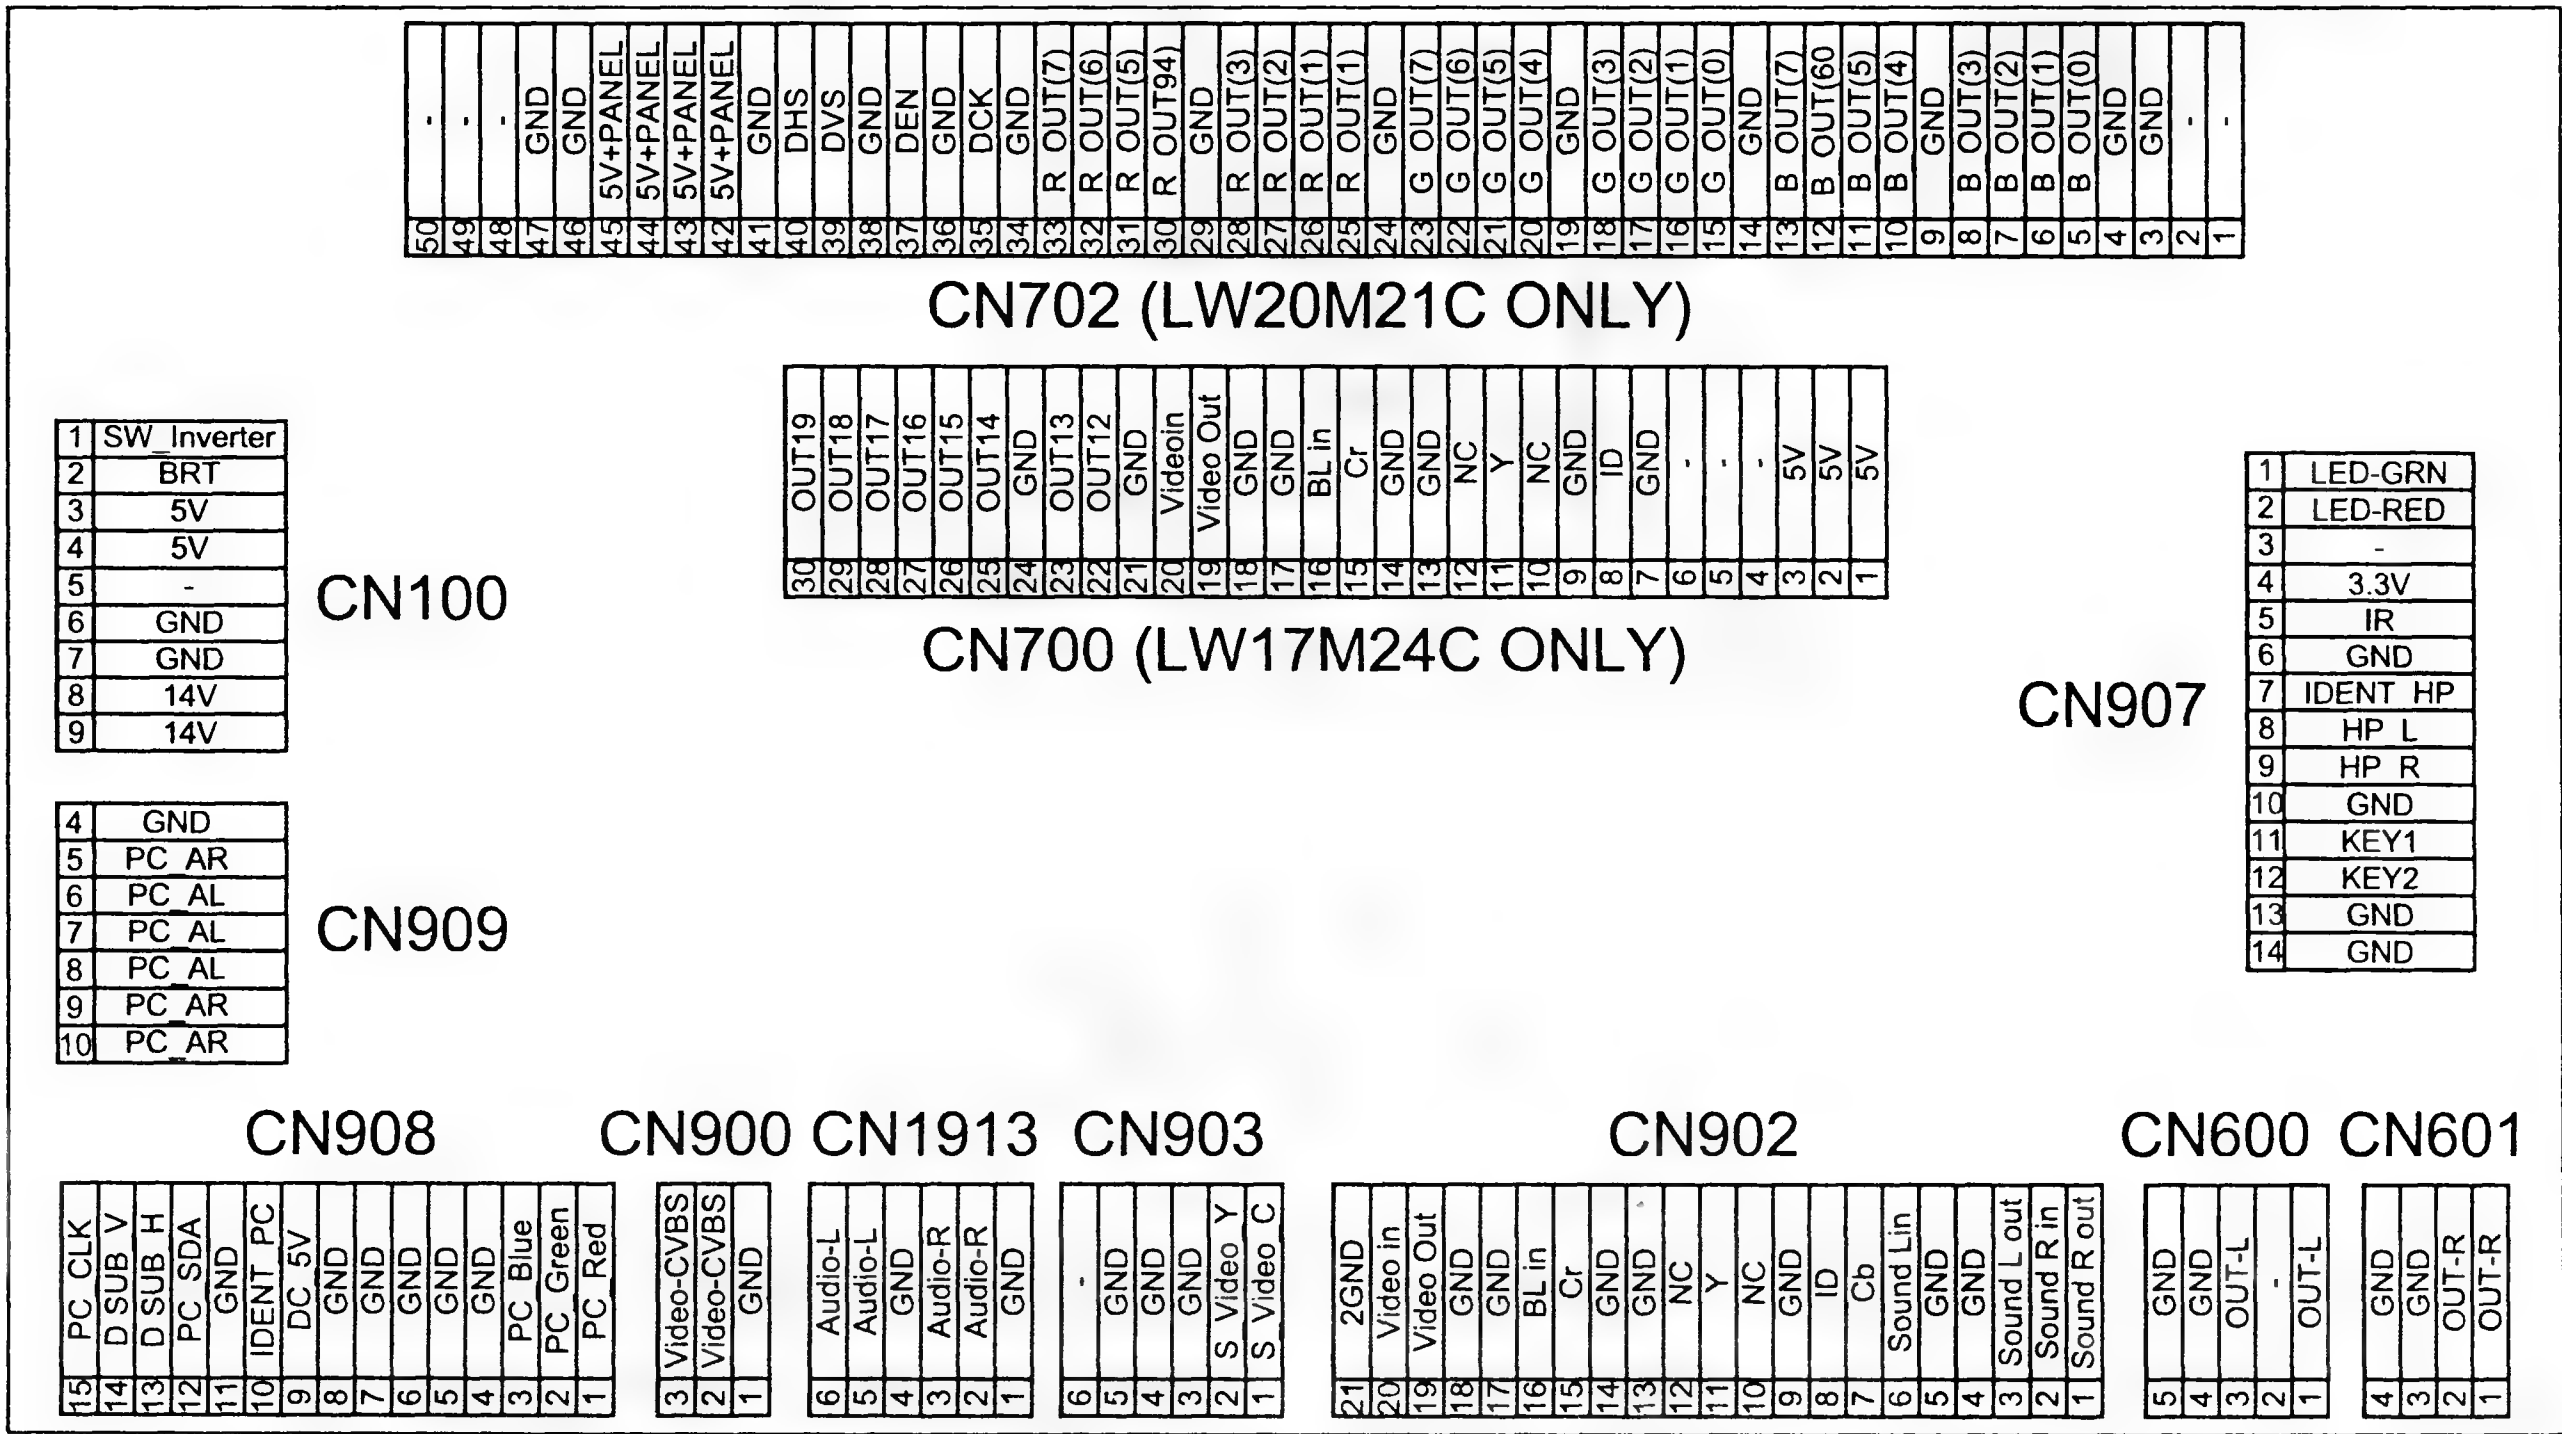 50 -
49 -
48 -
47 GND
46 GND
45 5V+PANEL
44 5V+PANEL
43 5V+PANEL
42 5V+PANEL
41 GND
40 DHS
39 DVS
38 GND
37 DEN
36 GND
35 DCK
34 GND
33 R OUT(7)
32 R OUT(6)
31 R OUT(5)
30 R OUT94)
29 GND
28 R OUT(3)
27 R OUT(2)
26 R OUT(1)
25 R OUT(1)
24 GND
23 G OUT(7)
22 G OUT(6)
21 G OUT(5)
20 G OUT(4)
19 GND
18 G OUT(3)
17 G OUT(2)
16 G OUT(1)
15 G OUT(0)
14 GND
13 B OUT(7)
12 B OUT(60
11 B OUT(5)
10 B OUT(4)
9 GND
8 B OUT(3)
7 B OUT(2)
6 B OUT(1)
5 B OUT(0)
4 GND
3 GND
2 -
1 -
CN702 (LW20M21C ONLY)
30 OUT19
29 OUT18
28 OUT17
27 OUT16
26 OUT15
25 OUT14
24 GND
23 OUT13
22 OUT12
21 GND
20 Videoin
19 Video Out
18 GND
17 GND
16 BL in
15 Cr
14 GND
13 GND
12 NC
11 Y
10 NC
9 GND
8 ID
7 GND
6 -
5 -
4 -
3 5V
2 5V
1 5V
CN700 (LW17M24C ONLY)
1 SW_Inverter
2 BRT
3 5V
4 5V
5 -
6 GND
7 GND
8 14V
9 14V
CN100
CN907
1 LED-GRN
2 LED-RED
3 -
4 3.3V
5 IR
6 GND
7 IDENT_HP
8 HP_L
9 HP_R
10 GND
11 KEY1
12 KEY2
13 GND
14 GND
4 GND
5 PC_AR
6 PC_AL
7 PC_AL
8 PC_AL
9 PC_AR
10 PC_AR
CN909
CN908
15 PC_CLK
14 D SUB_V
13 D SUB_H
12 PC_SDA
11 GND
10 IDENT_PC
9 DC_5V
8 GND
7 GND
6 GND
5 GND
4 GND
3 PC_Blue
2 PC_Green
1 PC_Red
CN900
3 Video-CVBS
2 Video-CVBS
1 GND
CN1913
6 Audio-L
5 Audio-L
4 GND
3 Audio-R
2 Audio-R
1 GND
CN903
6 -
5 GND
4 GND
3 GND
2 S_Video_Y
1 S_Video_C
CN902
21 2GND
20 Video in
19 Video Out
18 GND
17 GND
16 BL in
15 Cr
14 GND
13 GND
12 NC
11 Y
10 NC
9 GND
8 ID
7 Cb
6 Sound Lin
5 GND
4 GND
3 Sound L out
2 Sound R in
1 Sound R out
CN600
5 GND
4 GND
3 OUT-L
2 -
1 OUT-L
CN601
4 GND
3 GND
2 OUT-R
1 OUT-R